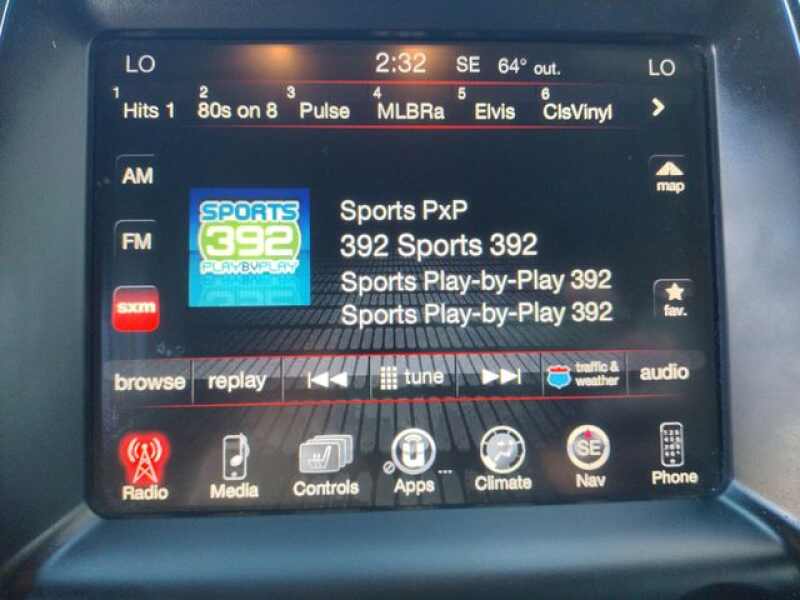 LO 2:32 SE 64° out. LO
1 Hits 1 2 80s on 8 3 Pulse 4 MLBRa 5 Elvis 6 ClsVinyl
AM
map
SPORTS
392
PLAYBYPLAY
Sports PxP
FM
392 Sports 392
Sports Play-by-Play 392
sxm
Sports Play-by-Play 392
fav.
browse replay tune traffic & weather audio
SE
Radio Media Controls Apps Climate Nav Phone